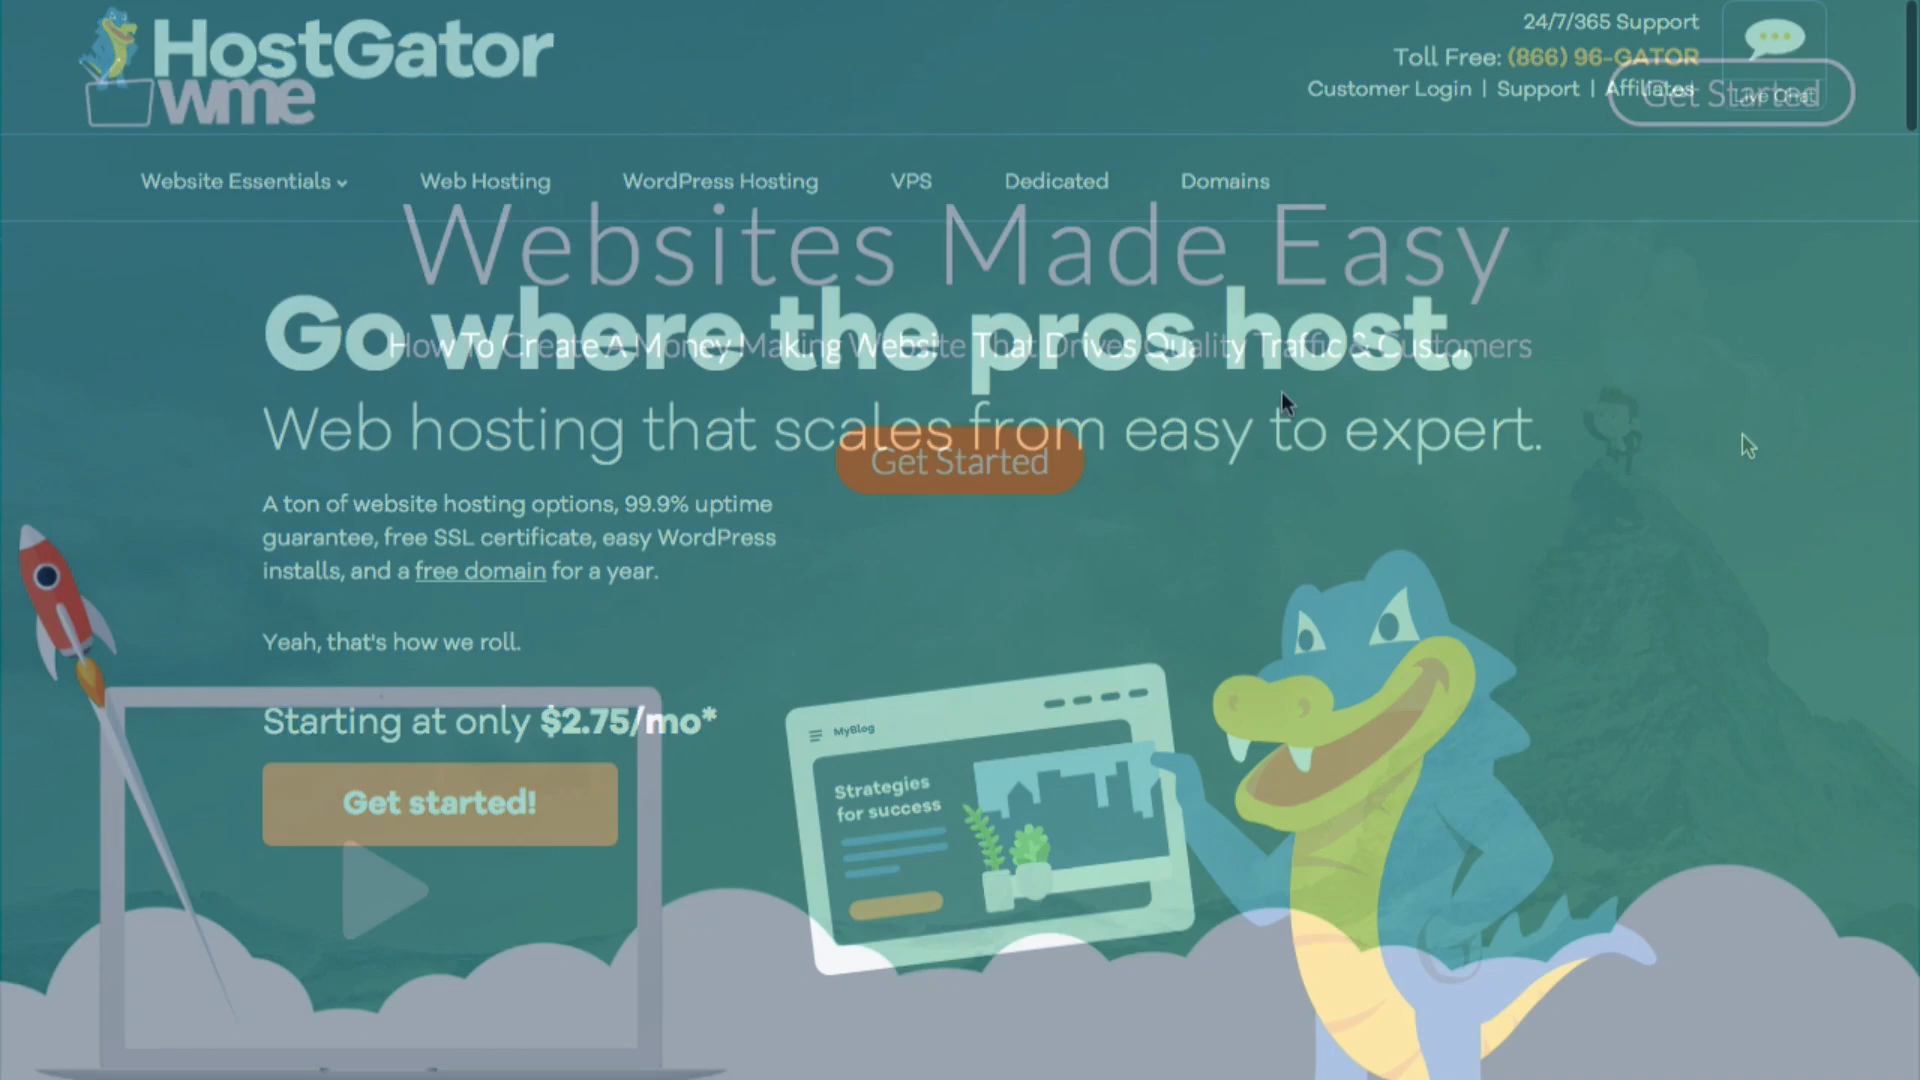 HostGator
wme
24/7/365 Support
Toll Free: (866) 96-GATOR
Customer Login | Support | Affiliates
Live Chat
Get Started
Website Essentials
Web Hosting
WordPress Hosting
VPS
Dedicated
Domains
Websites Made Easy
Go where the pros host.
How To Create A Money Making Website That Drives Quality Traffic & Customers
Web hosting that scales from easy to expert.
Get Started
A ton of website hosting options, 99.9% uptime
guarantee, free SSL certificate, easy WordPress
installs, and a free domain for a year.
Yeah, that's how we roll.
Starting at only $2.75/mo*
Get started!
MyBlog
Strategies
for success